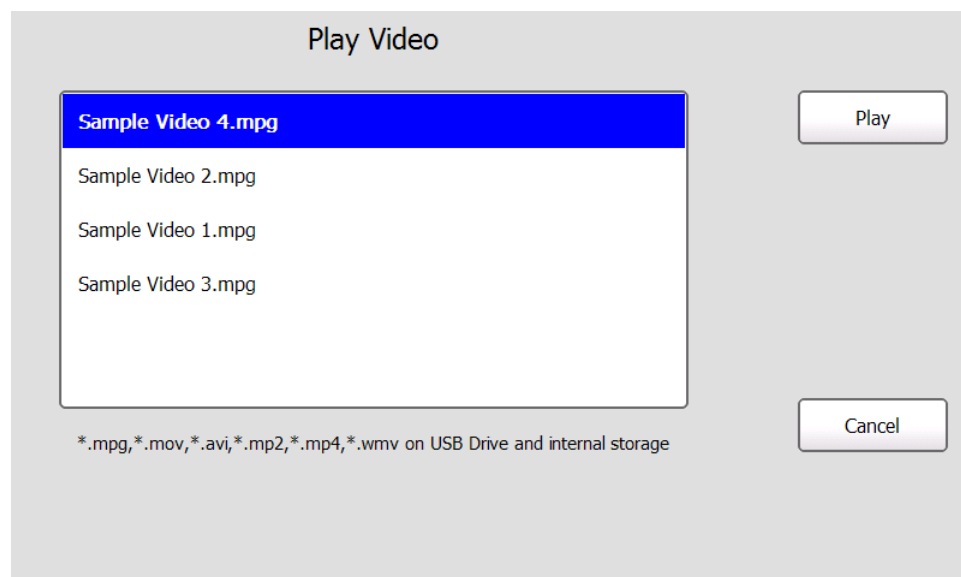 Play Video
Sample Video 4.mpg
Play
Sample Video 2.mpg
Sample Video 1.mpg
Sample Video 3.mpg
Cancel
*.mpg,*.mov,*.avi,*.mp2,*.mp4,*.wmv on USB Drive and internal storage